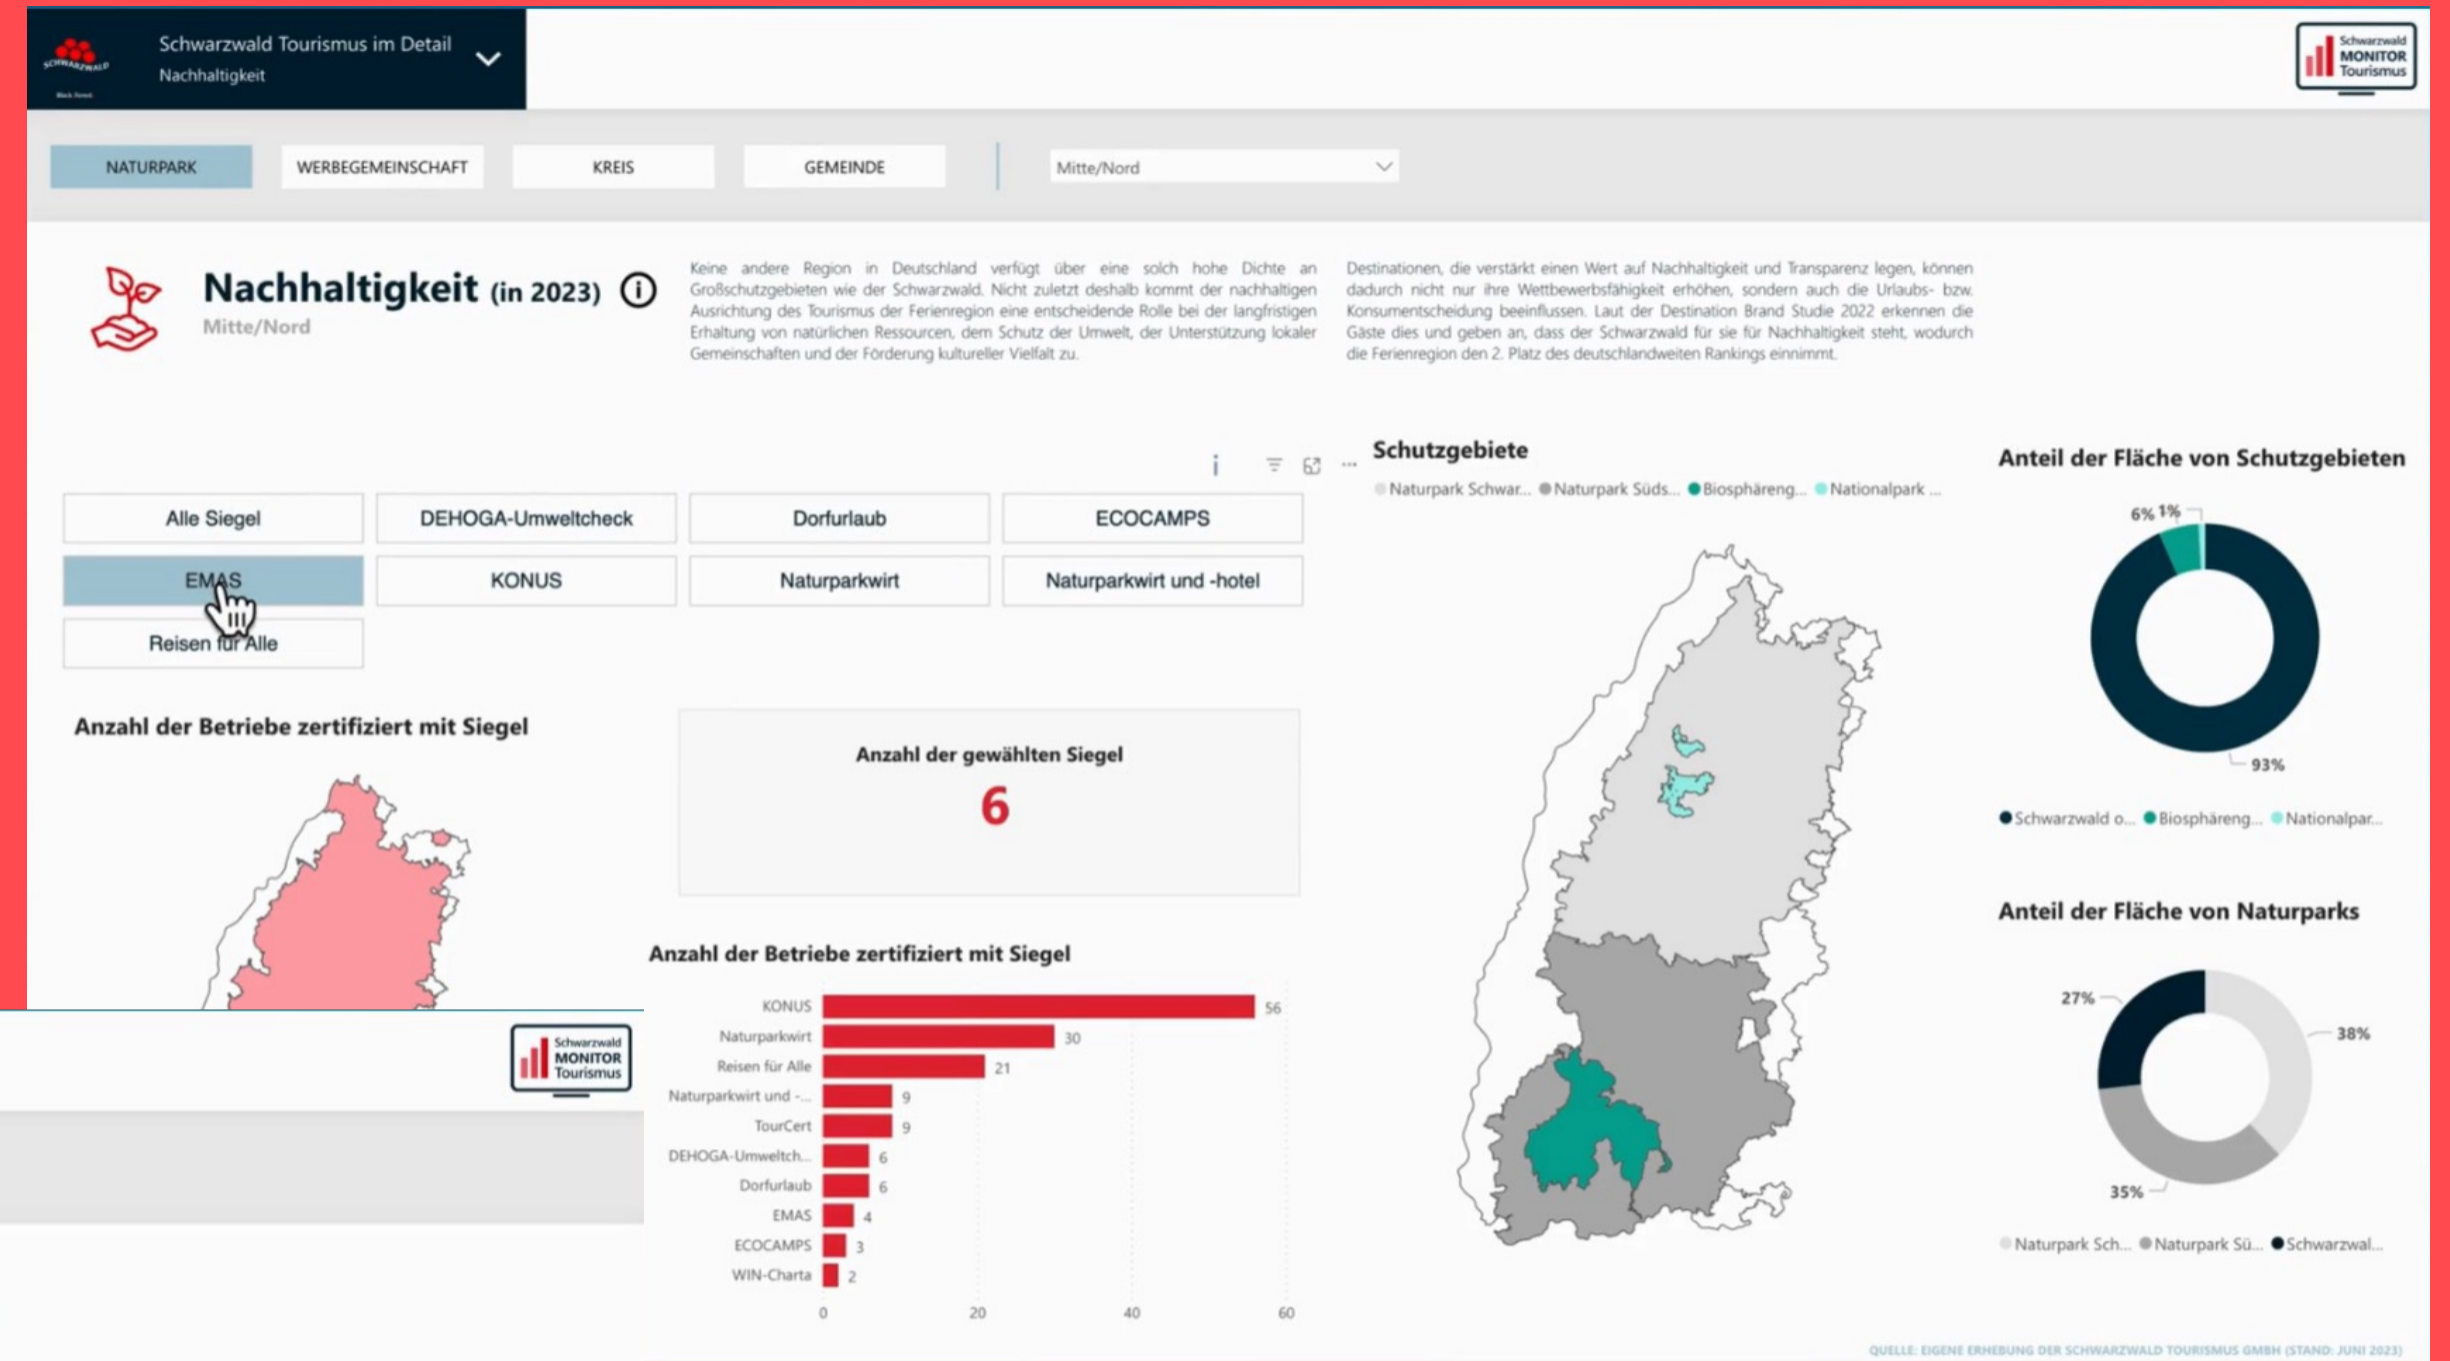 SCHWARZWALD
Black Forest
Schwarzwald Tourismus im Detail
Nachhaltigkeit
Schwarzwald
MONITOR
Tourismus
NATURPARK
WERBEGEMEINSCHAFT
KREIS
GEMEINDE
Mitte/Nord
Nachhaltigkeit (in 2023)
Mitte/Nord
Keine andere Region in Deutschland verfügt über eine solch hohe Dichte an
Großschutzgebieten wie der Schwarzwald. Nicht zuletzt deshalb kommt der nachhaltigen
Ausrichtung des Tourismus der Ferienregion eine entscheidende Rolle bei der langfristigen
Erhaltung von natürlichen Ressourcen, dem Schutz der Umwelt, der Unterstützung lokaler
Gemeinschaften und der Förderung kultureller Vielfalt zu.
Destinationen, die verstärkt einen Wert auf Nachhaltigkeit und Transparenz legen, können
dadurch nicht nur ihre Wettbewerbsfähigkeit erhöhen, sondern auch die Urlaubs- bzw.
Konsumentscheidung beeinflussen. Laut der Destination Brand Studie 2022 erkennen die
Gäste dies und geben an, dass der Schwarzwald für sie für Nachhaltigkeit steht, wodurch
die Ferienregion den 2. Platz des deutschlandweiten Rankings einnimmt.
Alle Siegel
DEHOGA-Umweltcheck
Dorfurlaub
ECOCAMPS
EMAS
KONUS
Naturparkwirt
Naturparkwirt und -hotel
Reisen für Alle
Anzahl der Betriebe zertifiziert mit Siegel
Anzahl der gewählten Siegel
6
Schwarzwald
MONITOR
Tourismus
Anzahl der Betriebe zertifiziert mit Siegel
KONUS 56
Naturparkwirt 30
Reisen für Alle 21
Naturparkwirt und -... 9
TourCert 9
DEHOGA-Umweltch... 6
Dorfurlaub 6
EMAS 4
ECOCAMPS 3
WIN-Charta 2
0 20 40 60
Schutzgebiete
Naturpark Schwar... Naturpark Süds... Biosphäreng... Nationalpark ...
Anteil der Fläche von Schutzgebieten
6% 1%
93%
Schwarzwald o... Biosphäreng... Nationalpar...
Anteil der Fläche von Naturparks
27%
38%
35%
Naturpark Sch... Naturpark Sü... Schwarzwal...
QUELLE: EIGENE ERHEBUNG DER SCHWARZWALD TOURISMUS GMBH (STAND: JUNI 2023)